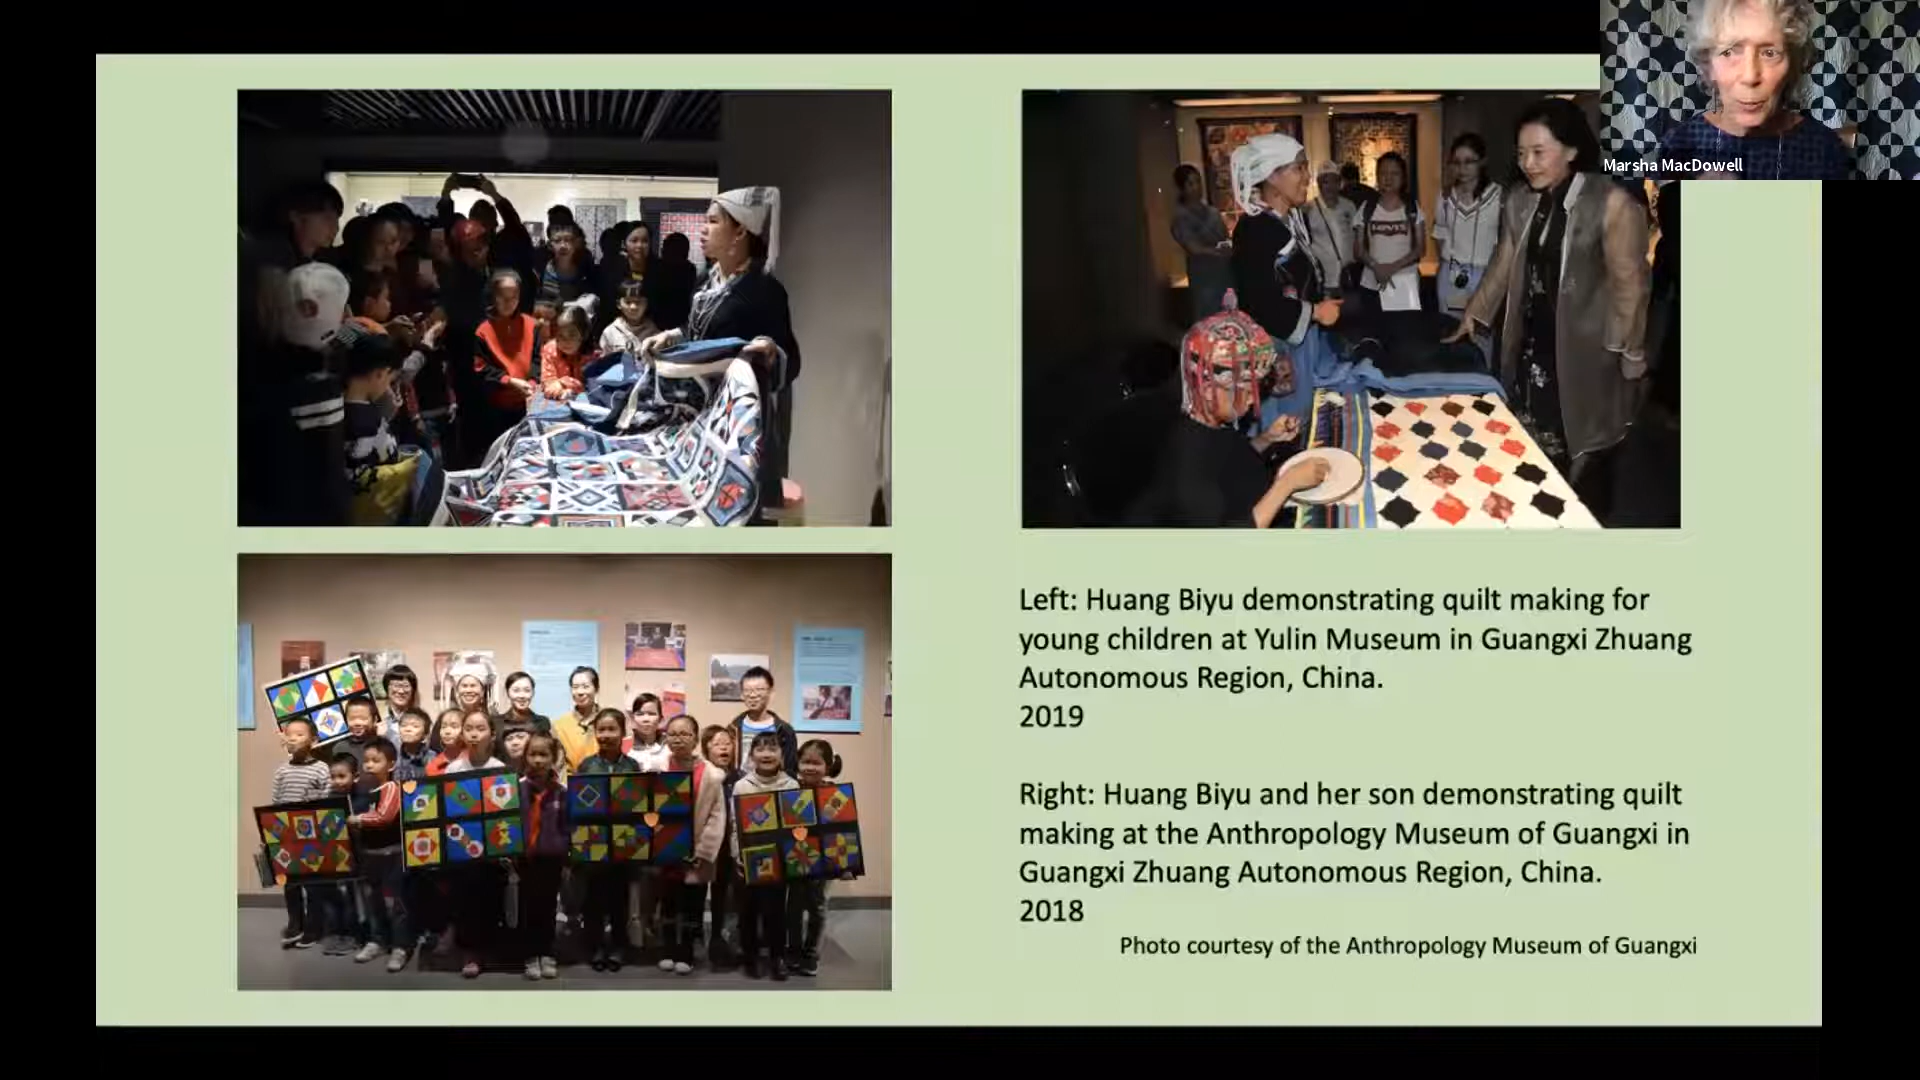 Marsha MacDowell
LEVI'S
Left: Huang Biyu demonstrating quilt making for
young children at Yulin Museum in Guangxi Zhuang
Autonomous Region, China.
2019
Right: Huang Biyu and her son demonstrating quilt
making at the Anthropology Museum of Guangxi in
Guangxi Zhuang Autonomous Region, China.
2018
Photo courtesy of the Anthropology Museum of Guangxi